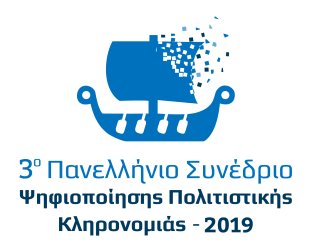 3ο Πανελλήνιο Συνέδριο
Ψηφιοποίησης Πολιτιστικής
Κληρονομιάς - 2019